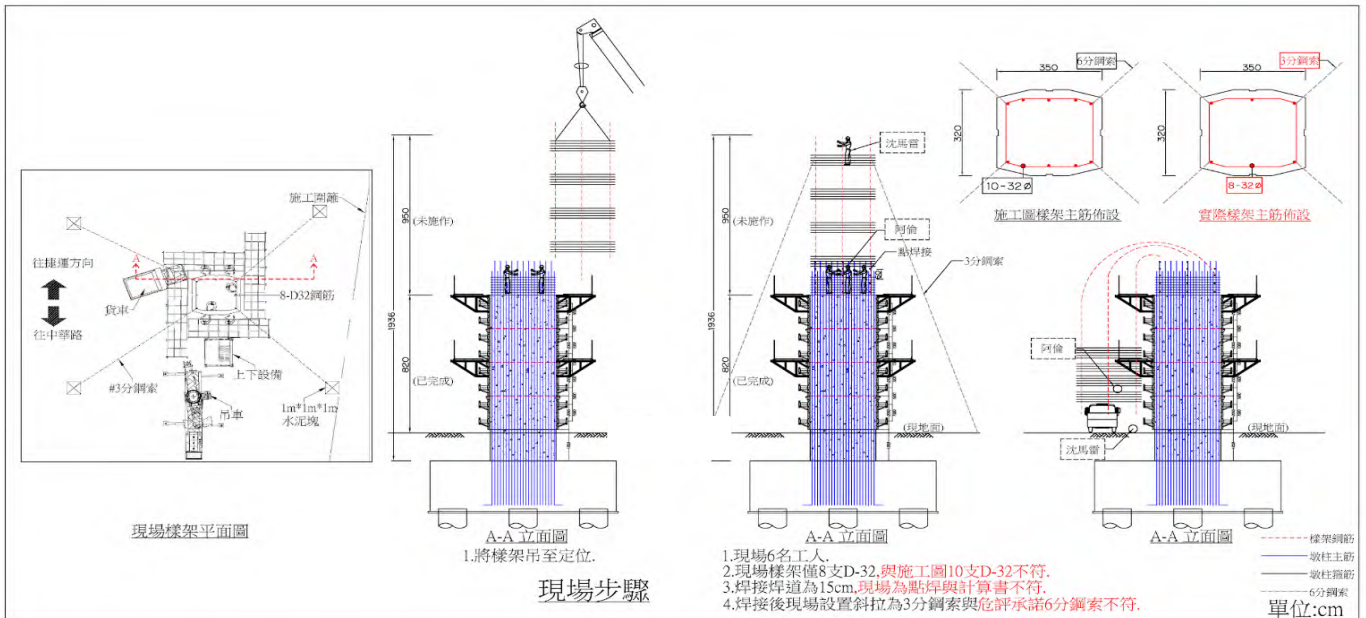 施工圍籬
往捷運方向
A
A
8-D32鋼筋
貨車
往中華路
#3分鋼索
上下設備
吊車
1m*1m*1m
水泥塊
現場樣架平面圖
950
(未施作)
1936
820
(已完成)
(現地面)
A-A 立面圖
1.將樣架吊至定位.
現場步驟
沈馬雷
950
(未施作)
阿倫
點焊接
3分鋼索
1936
820
(已完成)
(現地面)
A-A 立面圖
1.現場6名工人.
2.現場樣架僅8支D-32,與施工圖10支D-32不符.
3.焊接焊道為15cm,現場為點焊與計算書不符.
4.焊接後現場設置斜拉為3分鋼索與危評承諾6分鋼索不符.
350
6分鋼索
320
10-32Ø
施工圖樣架主筋佈設
350
3分鋼索
320
8-32Ø
實際樣架主筋佈設
阿倫
沈馬雷
(現地面)
A-A 立面圖
樣架鋼筋
墩柱主筋
墩柱箍筋
6分鋼索
單位:cm